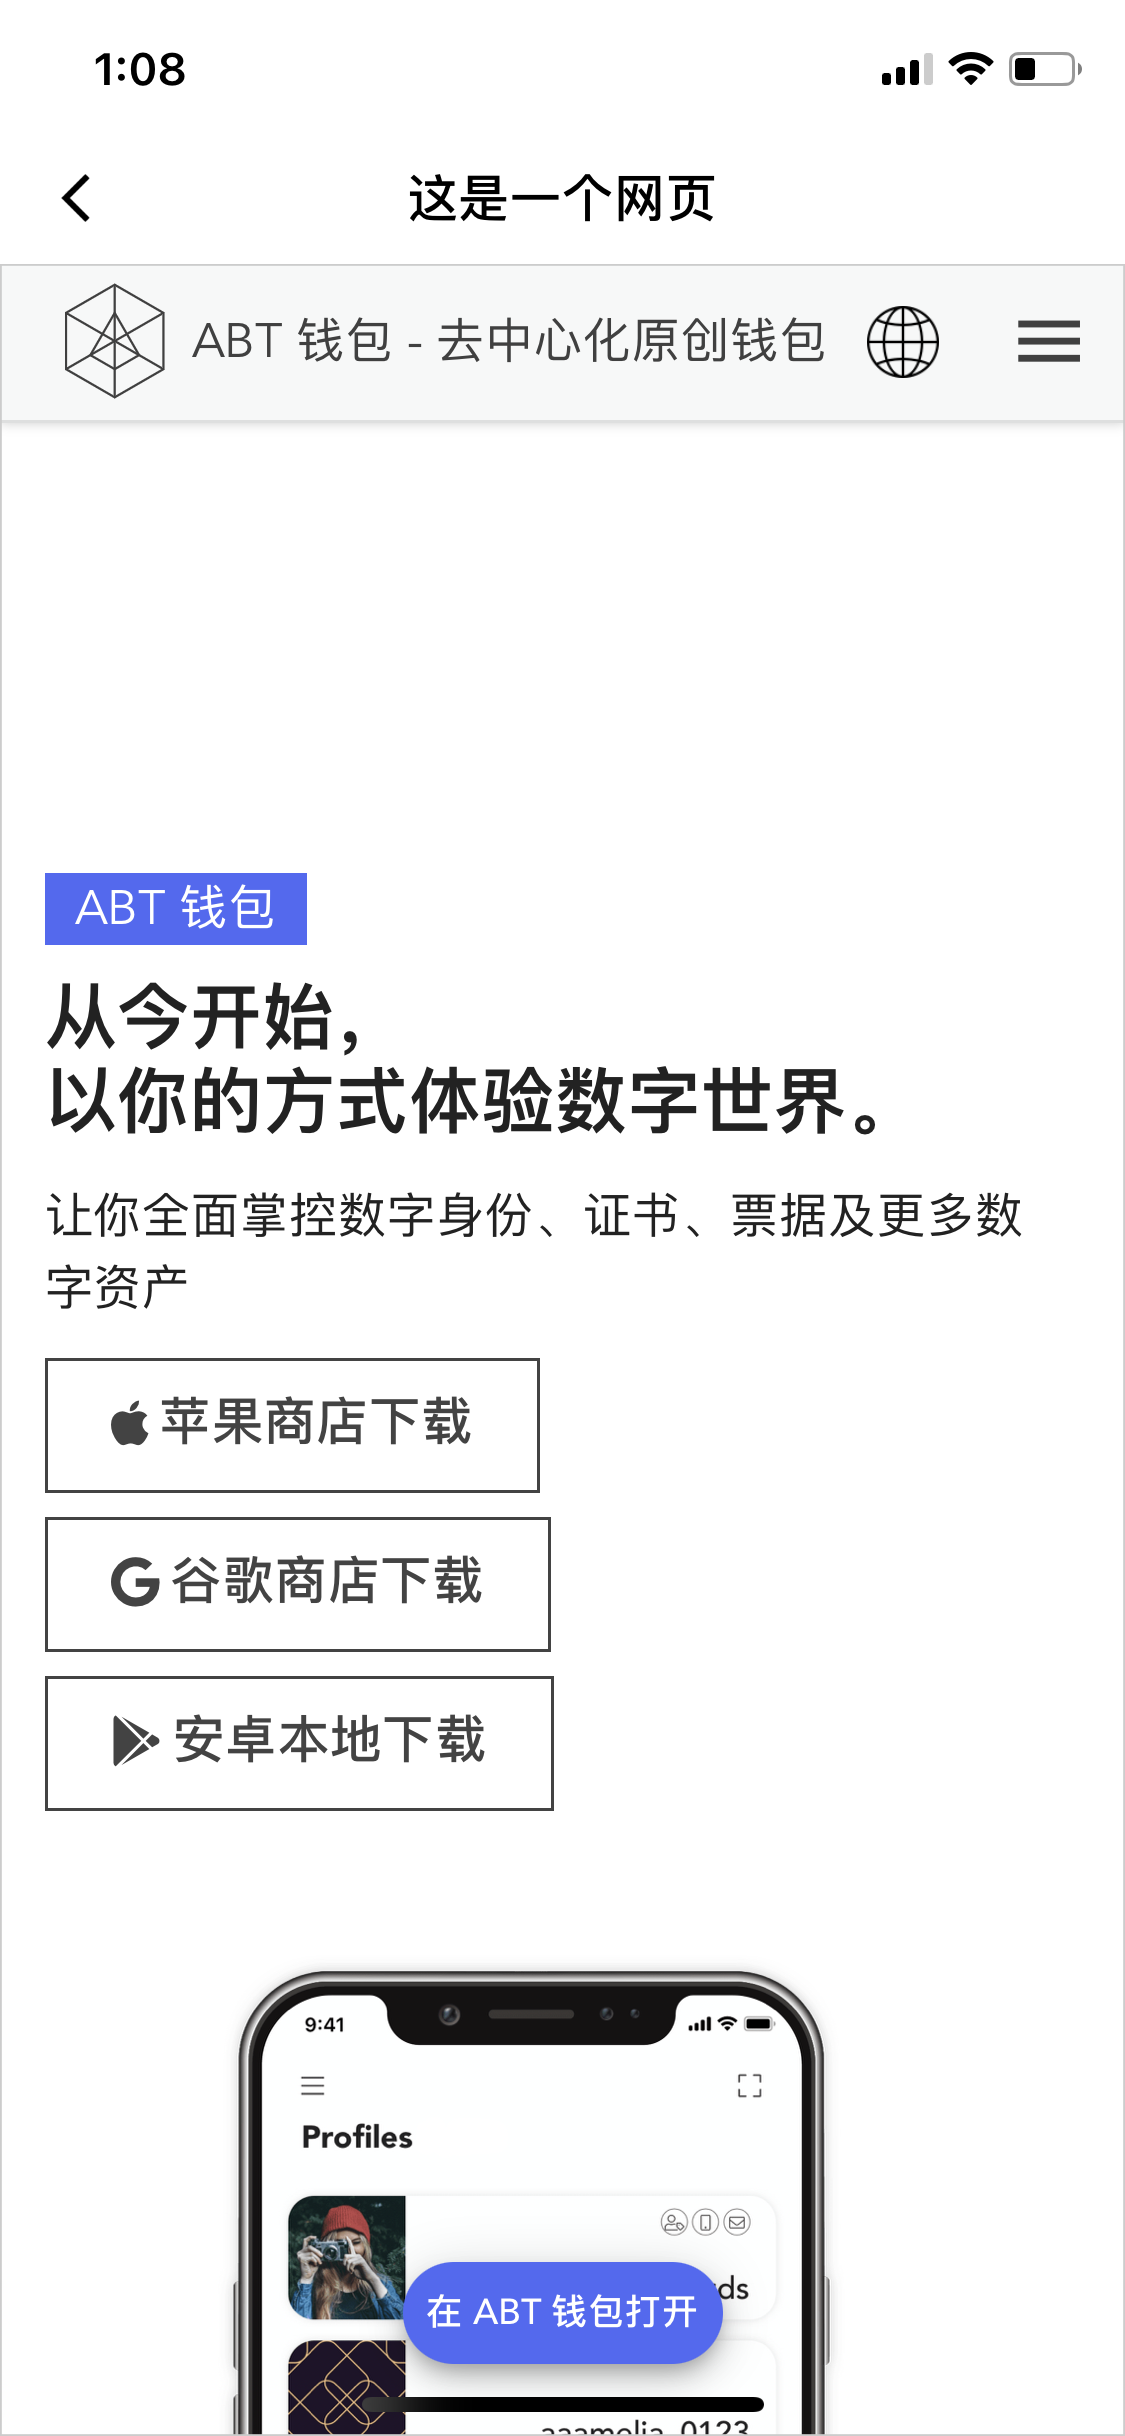 1:08
这是一个网页
ABT 钱包 - 去中心化原创钱包
ABT 钱包
从今开始，
以你的方式体验数字世界。
让你全面掌控数字身份、证书、票据及更多数
字资产
苹果商店下载
谷歌商店下载
安卓本地下载
9:41
Profiles
在 ABT 钱包打开